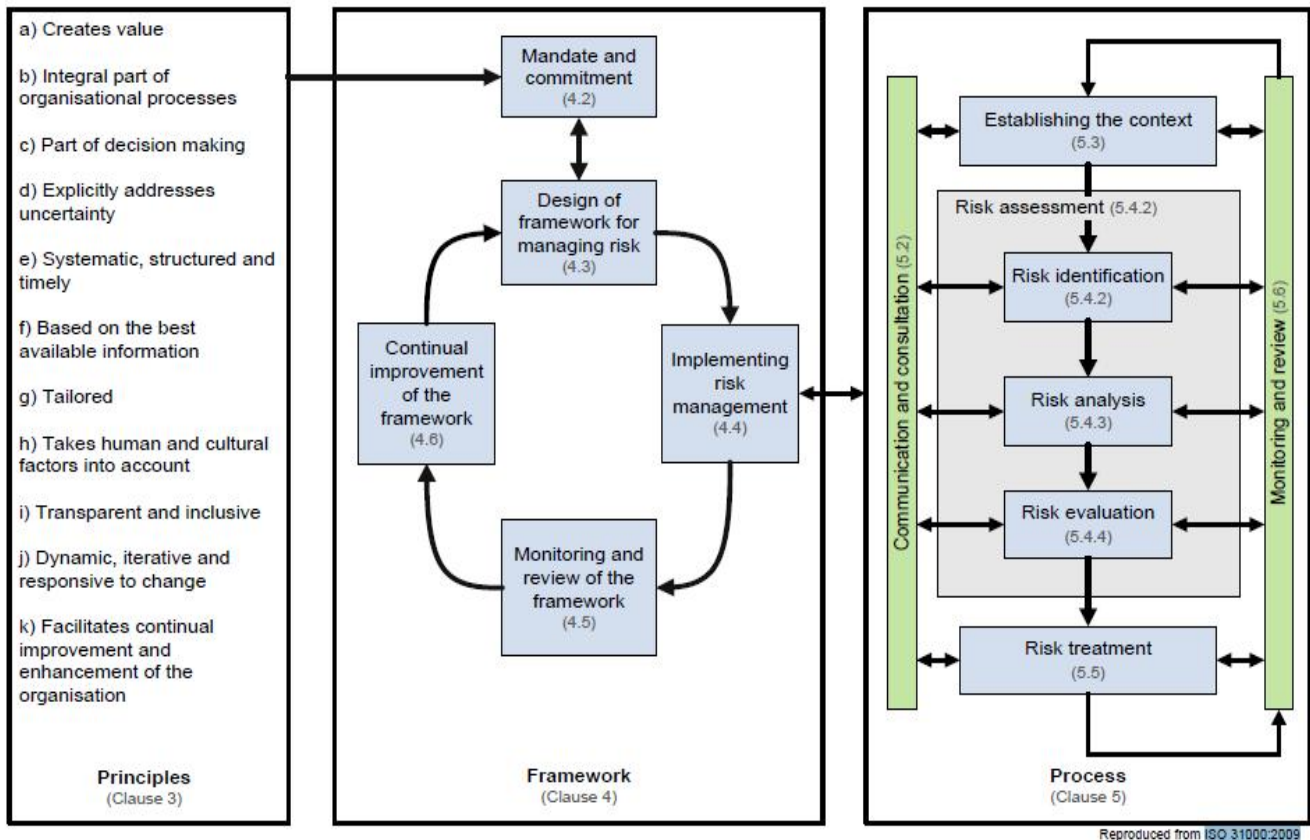 a) Creates value
b) Integral part of
organisational processes
c) Part of decision making
d) Explicitly addresses
uncertainty
e) Systematic, structured and
timely
f) Based on the best
available information
g) Tailored
h) Takes human and cultural
factors into account
i) Transparent and inclusive
j) Dynamic, iterative and
responsive to change
k) Facilitates continual
improvement and
enhancement of the
organisation
Principles
(Clause 3)
Mandate and
commitment
(4.2)
Design of
framework for
managing risk
(4.3)
Continual
improvement
of the
framework
(4.6)
Implementing
risk
management
(4.4)
Monitoring and
review of the
framework
(4.5)
Framework
(Clause 4)
Communication and consultation (5.2)
Establishing the context
(5.3)
Risk assessment (5.4.2)
Risk identification
(5.4.2)
Risk analysis
(5.4.3)
Risk evaluation
(5.4.4)
Risk treatment
(5.5)
Monitoring and review (5.6)
Process
(Clause 5)
Reproduced from ISO 31000:2009